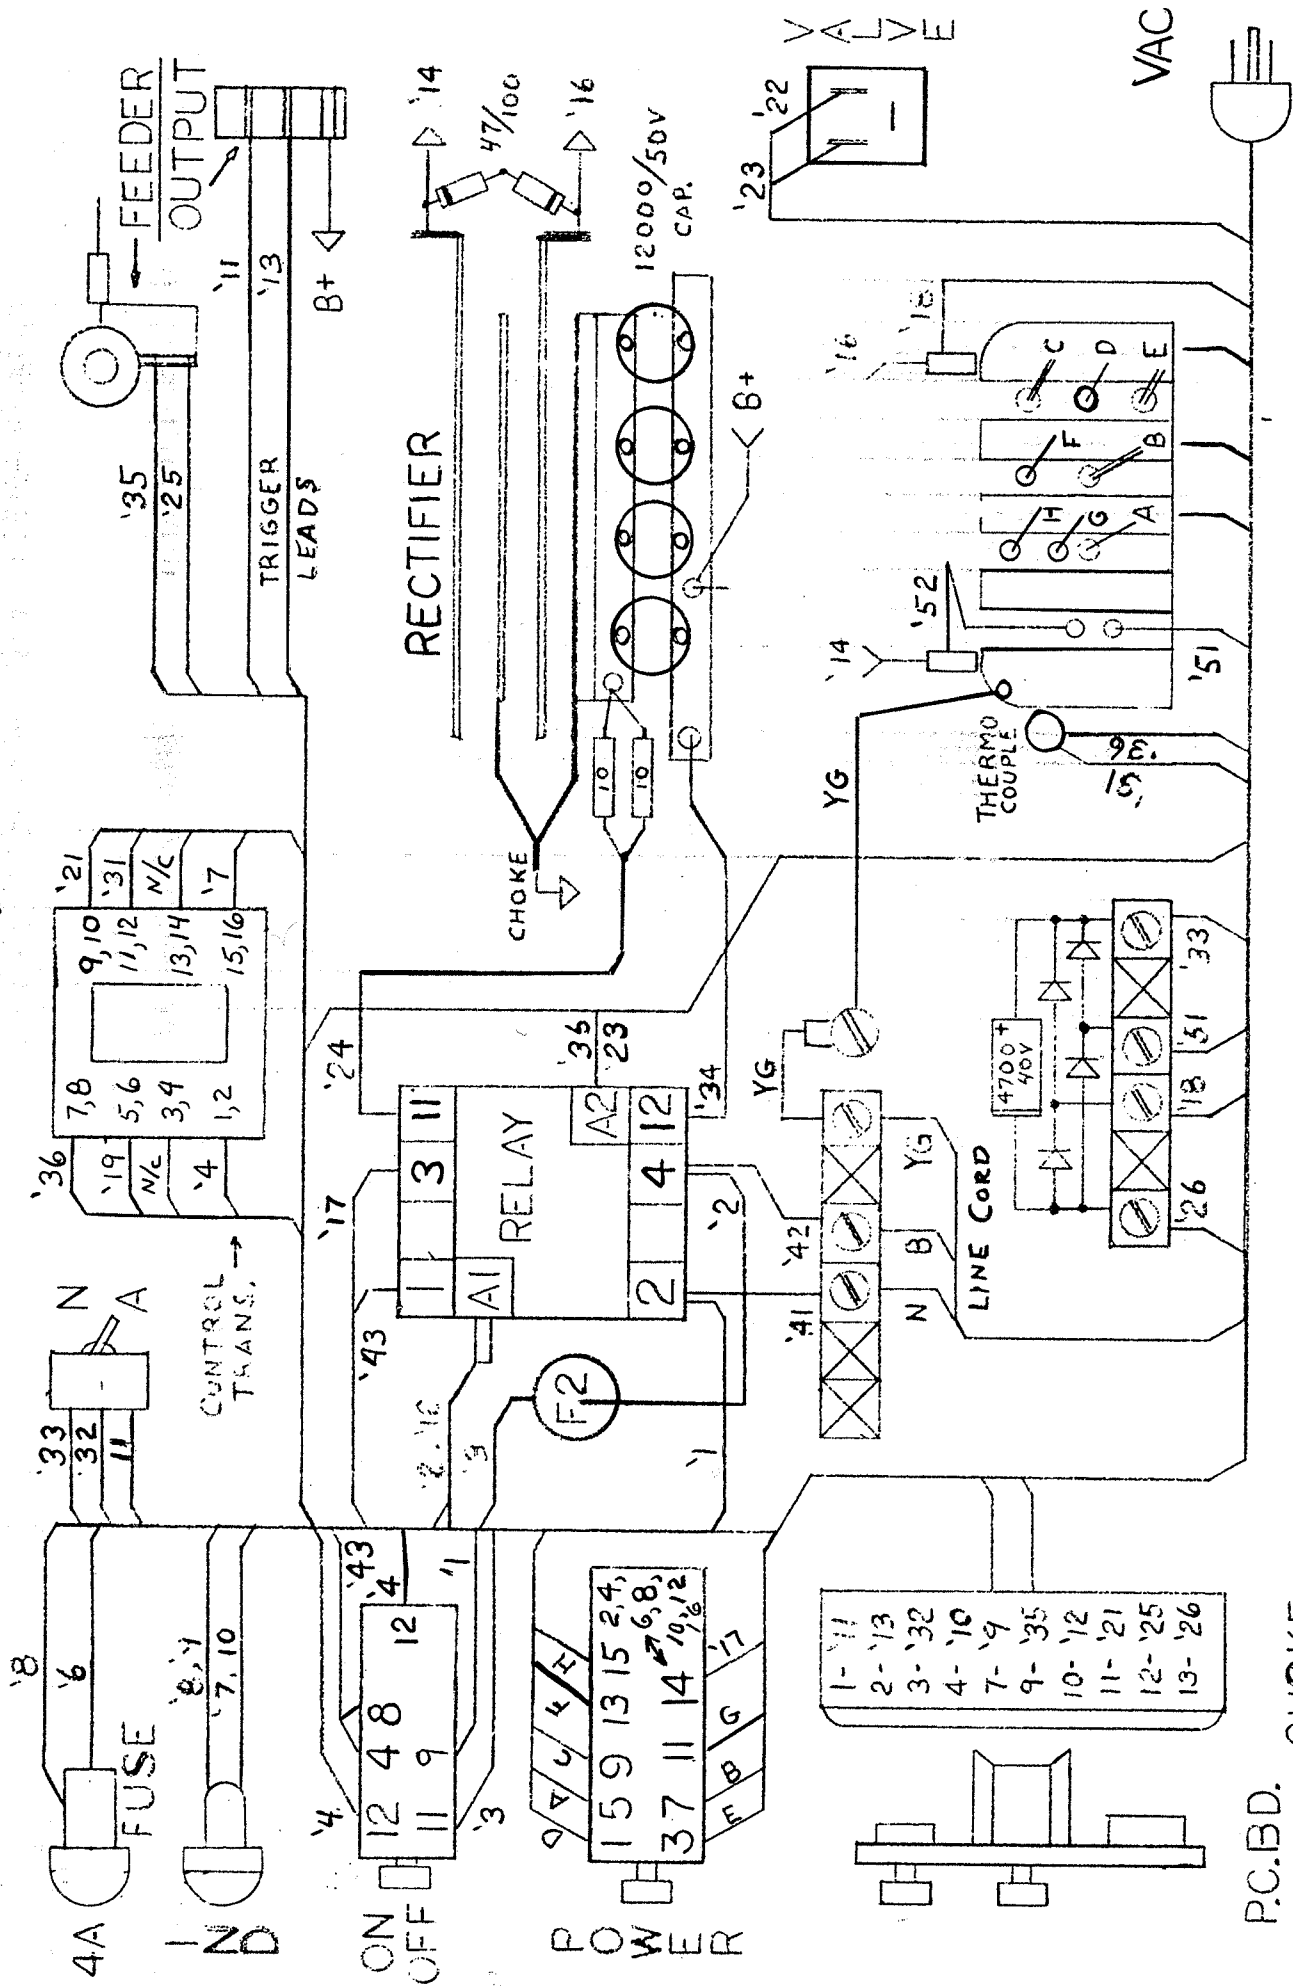 4A
FUSE
'8
'6
IND
'8,'4
'7,10
'33
'32
11
N
A
CONTROL
TRANS.
'36
'19
N/C
'4
7,8
5,6
3,4
1,2
9,10
11,12
13,14
15,16
'21
'31
N/C
'7
'35
'25
FEEDER
OUTPUT
'11
'13
TRIGGER
LEADS
B+
ON
OFF
'4
'3
12 4 8
11 9
12
'43
'4
'1
'43
'17
'3
F2
'1
'2
RELAY
1
3
11
A1
A2
2
4
12
'24
'36
'23
'34
RECTIFIER
'14
47/100
'16
12000/50V
CAP.
CHOKE
10
10
B+
VALVE
'22
'23
POWER
1 5 9 13 15 2,4,
6,8,
10,12
3 7 11 14
D
A
C
H
E
B
G
'17
'41
'42
N
B
YG
LINE CORD
YG
YG
4700 +
40V
'26
'18
'51
'33
THERMO
COUPLE
'31
'36
'14
'52
'51
H
G
A
F
B
C
D
E
'16
'18
VAC
P.C.BD.
1- '11
2- '13
3- '32
4- '10
7- '9
9- '35
10- '12
11- '21
12- '25
13- '26